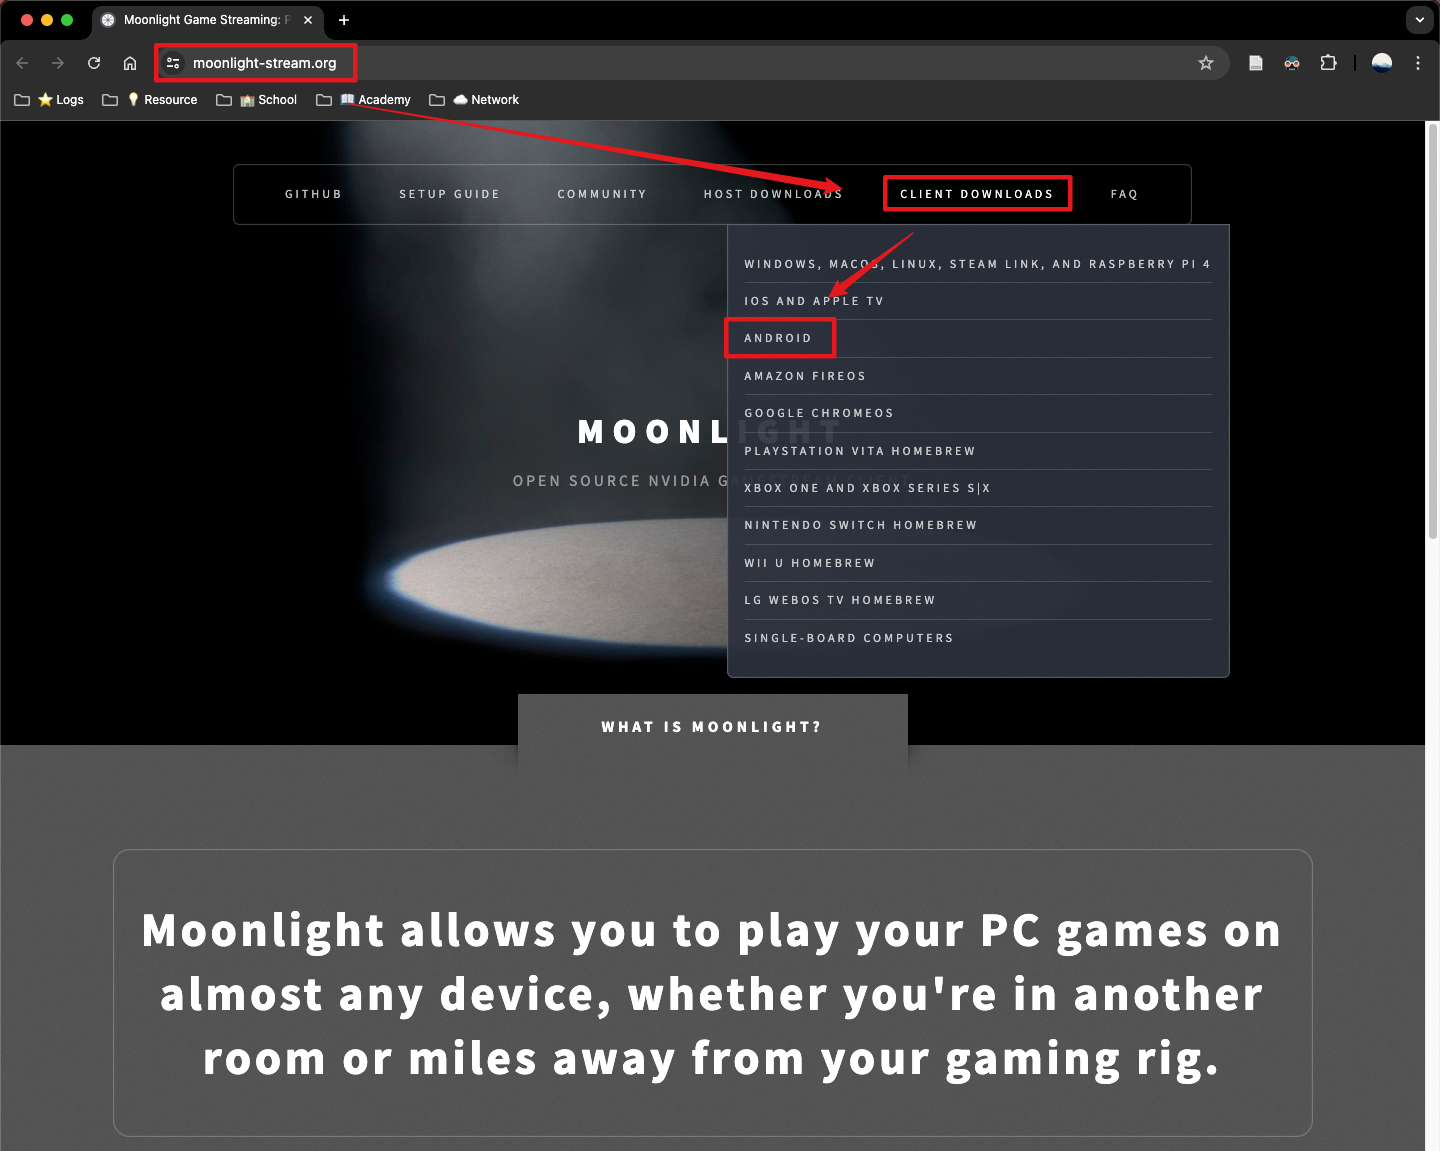 Moonlight Game Streaming: P
moonlight-stream.org
Logs Resource School Academy Network
GITHUB SETUP GUIDE COMMUNITY HOST DOWNLOADS CLIENT DOWNLOADS FAQ
WINDOWS, MACOS, LINUX, STEAM LINK, AND RASPBERRY PI 4
IOS AND APPLE TV
ANDROID
AMAZON FIREOS
GOOGLE CHROMEOS
MOONLIGHT
PLAYSTATION VITA HOMEBREW
OPEN SOURCE NVIDIA GAMESTREAM CLIENT
XBOX ONE AND XBOX SERIES S|X
NINTENDO SWITCH HOMEBREW
WII U HOMEBREW
LG WEBOS TV HOMEBREW
SINGLE-BOARD COMPUTERS
WHAT IS MOONLIGHT?
Moonlight allows you to play your PC games on
almost any device, whether you're in another
room or miles away from your gaming rig.